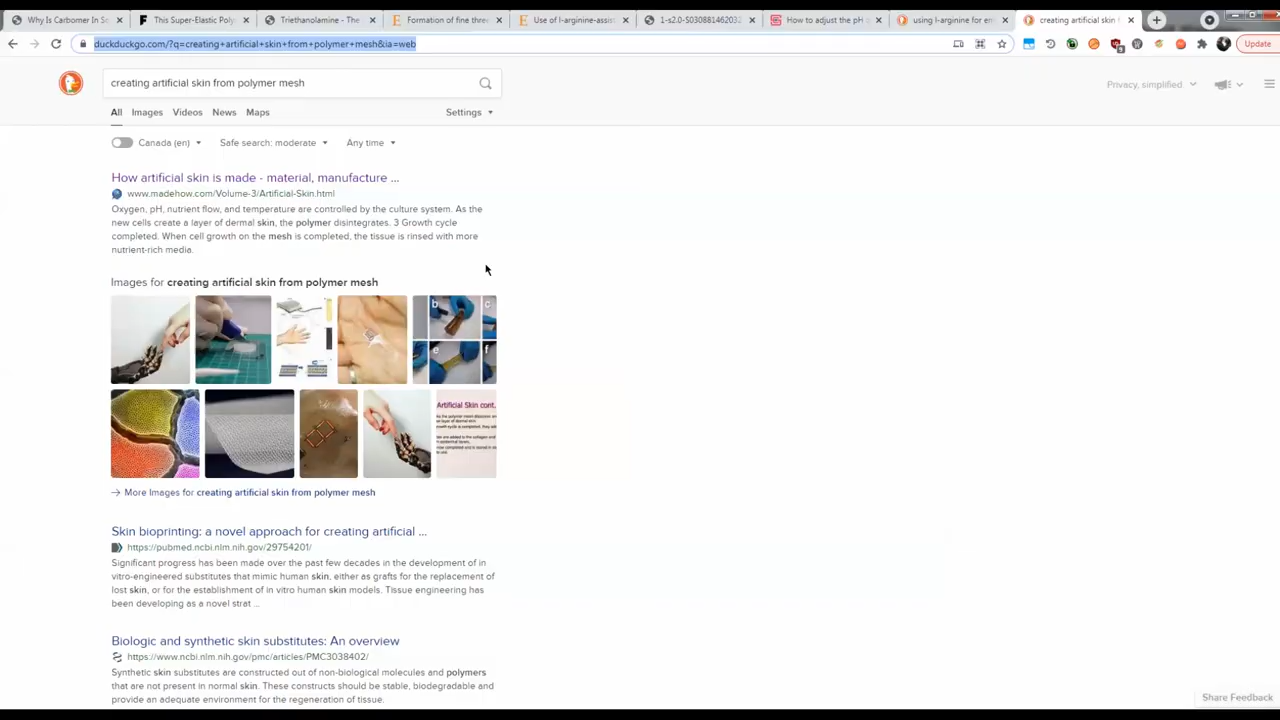 Why Is Carbomer In So
This Super-Elastic Poly
Triethanolamine - The
Formation of fine three
Use of l-arginine-assis
1-s2.0-S030881462032
How to adjust the pH
using l-arginine for en
creating artificial skin
duckduckgo.com/?q=creating+artificial+skin+from+polymer+mesh&ia=web
Update
creating artificial skin from polymer mesh
Privacy, simplified.
All Images Videos News Maps Settings
Canada (en) Safe search: moderate Any time
How artificial skin is made - material, manufacture ...
www.madehow.com/Volume-3/Artificial-Skin.html
Oxygen, pH, nutrient flow, and temperature are controlled by the culture system. As the
new cells create a layer of dermal skin, the polymer disintegrates. 3 Growth cycle
completed. When cell growth on the mesh is completed, the tissue is rinsed with more
nutrient-rich media.
Images for creating artificial skin from polymer mesh
b
c
e
f
Artificial Skin cont.
More Images for creating artificial skin from polymer mesh
Skin bioprinting: a novel approach for creating artificial ...
https://pubmed.ncbi.nlm.nih.gov/29754201/
Significant progress has been made over the past few decades in the development of in
vitro-engineered substitutes that mimic human skin, either as grafts for the replacement of
lost skin, or for the establishment of in vitro human skin models. Tissue engineering has
been developing as a novel strat ...
Biologic and synthetic skin substitutes: An overview
https://www.ncbi.nlm.nih.gov/pmc/articles/PMC3038402/
Synthetic skin substitutes are constructed out of non-biological molecules and polymers
that are not present in normal skin. These constructs should be stable, biodegradable and
provide an adequate environment for the regeneration of tissue.
Share Feedback